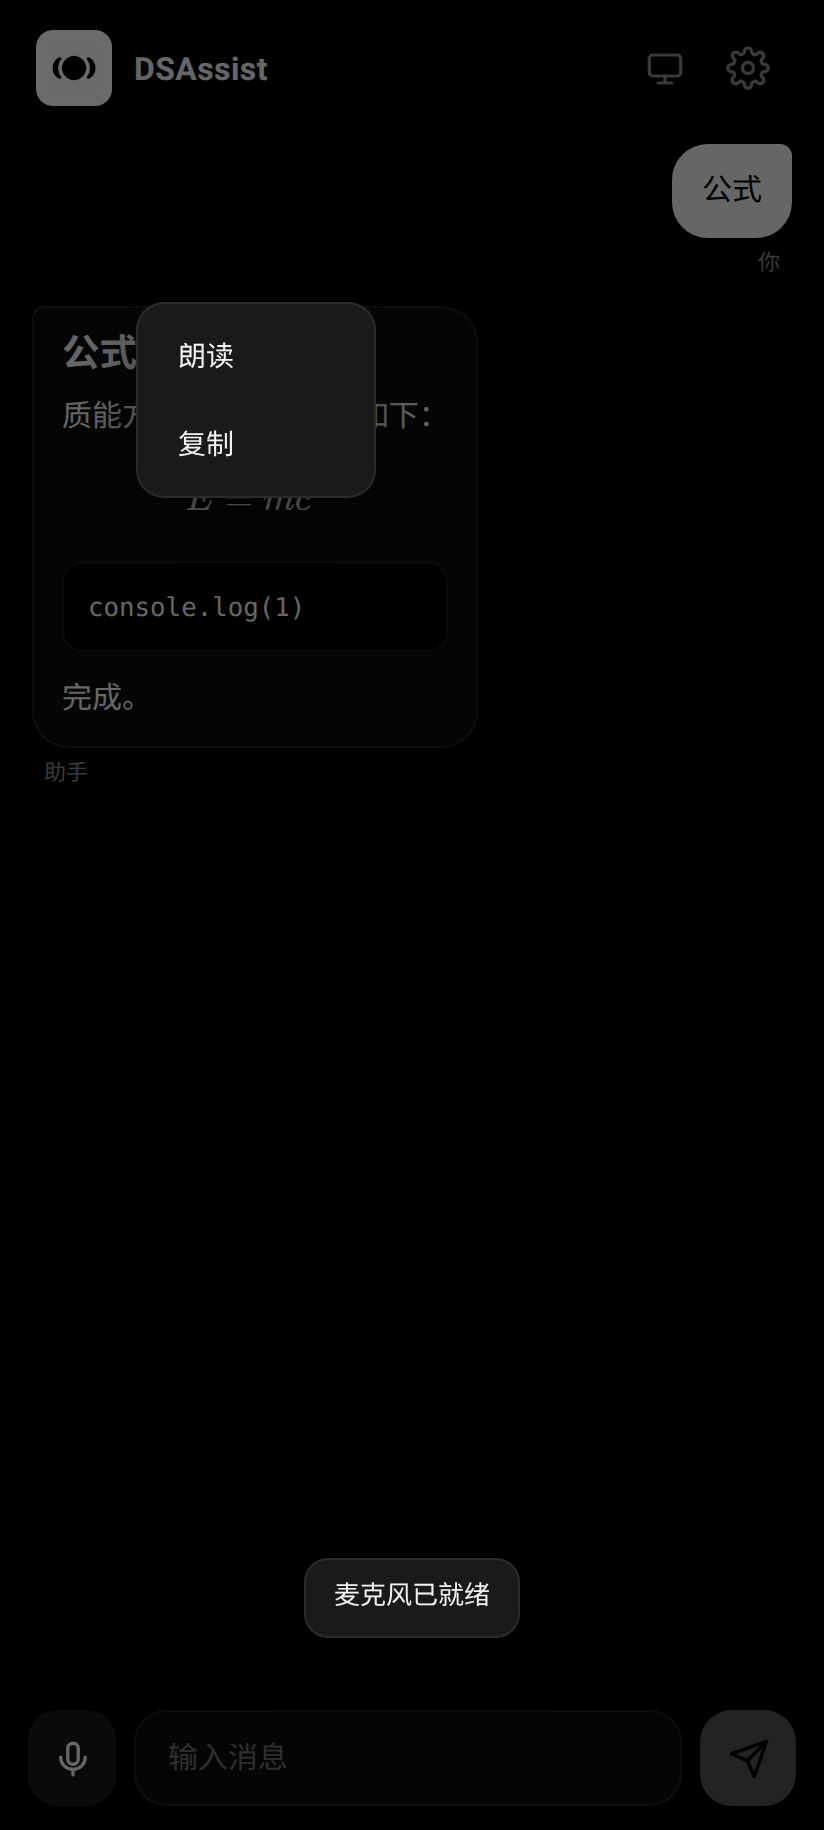 DSAssist
公式
你
公式
朗读
质能
如下：
复制
E = mc
console.log(1)
完成。
助手
麦克风已就绪
输入消息